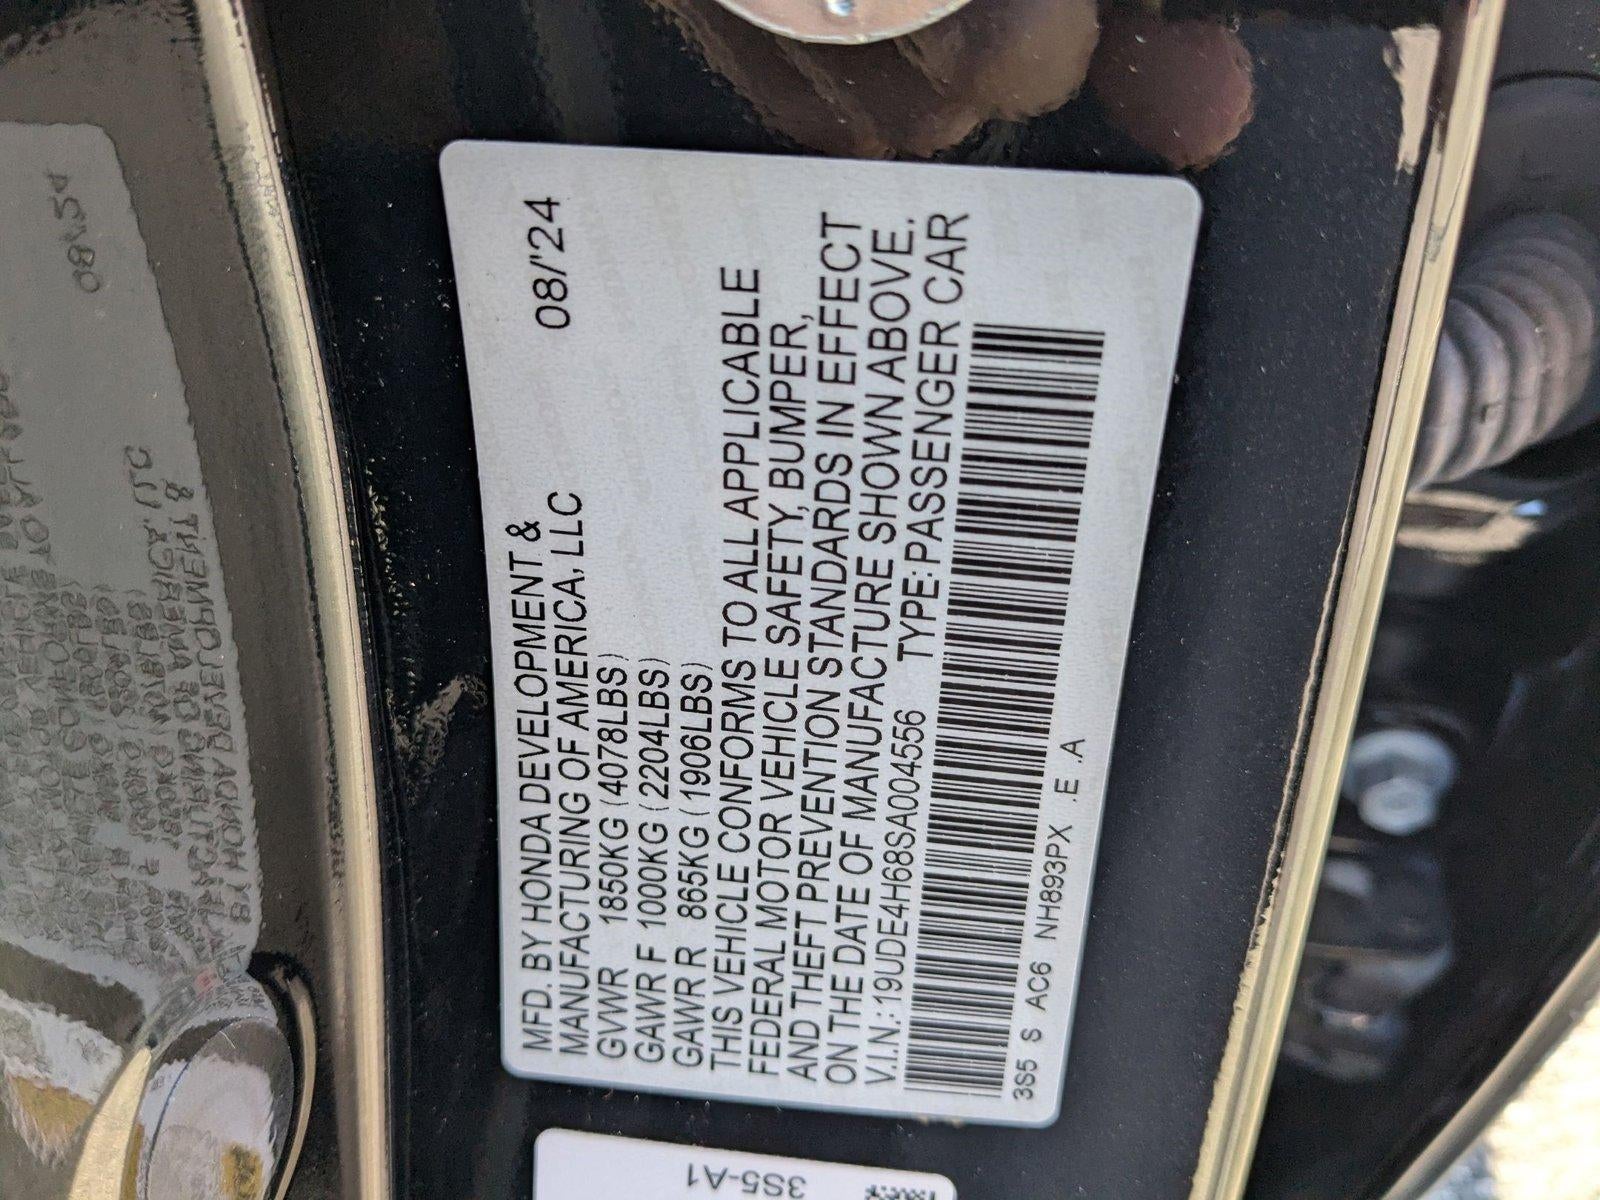 MFD. BY HONDA DEVELOPMENT &
MANUFACTURING OF AMERICA, LLC 08/'24
GVWR 1850KG (4078LBS)
GAWR F 1000KG (2204LBS)
GAWR R 865KG (1906LBS)
THIS VEHICLE CONFORMS TO ALL APPLICABLE
FEDERAL MOTOR VEHICLE SAFETY, BUMPER,
AND THEFT PREVENTION STANDARDS IN EFFECT
ON THE DATE OF MANUFACTURE SHOWN ABOVE.
V.I.N.: 19UDE4H68SA004556 TYPE: PASSENGER CAR
3S5 S AC6 NH893PX .E .A
3S5-A1